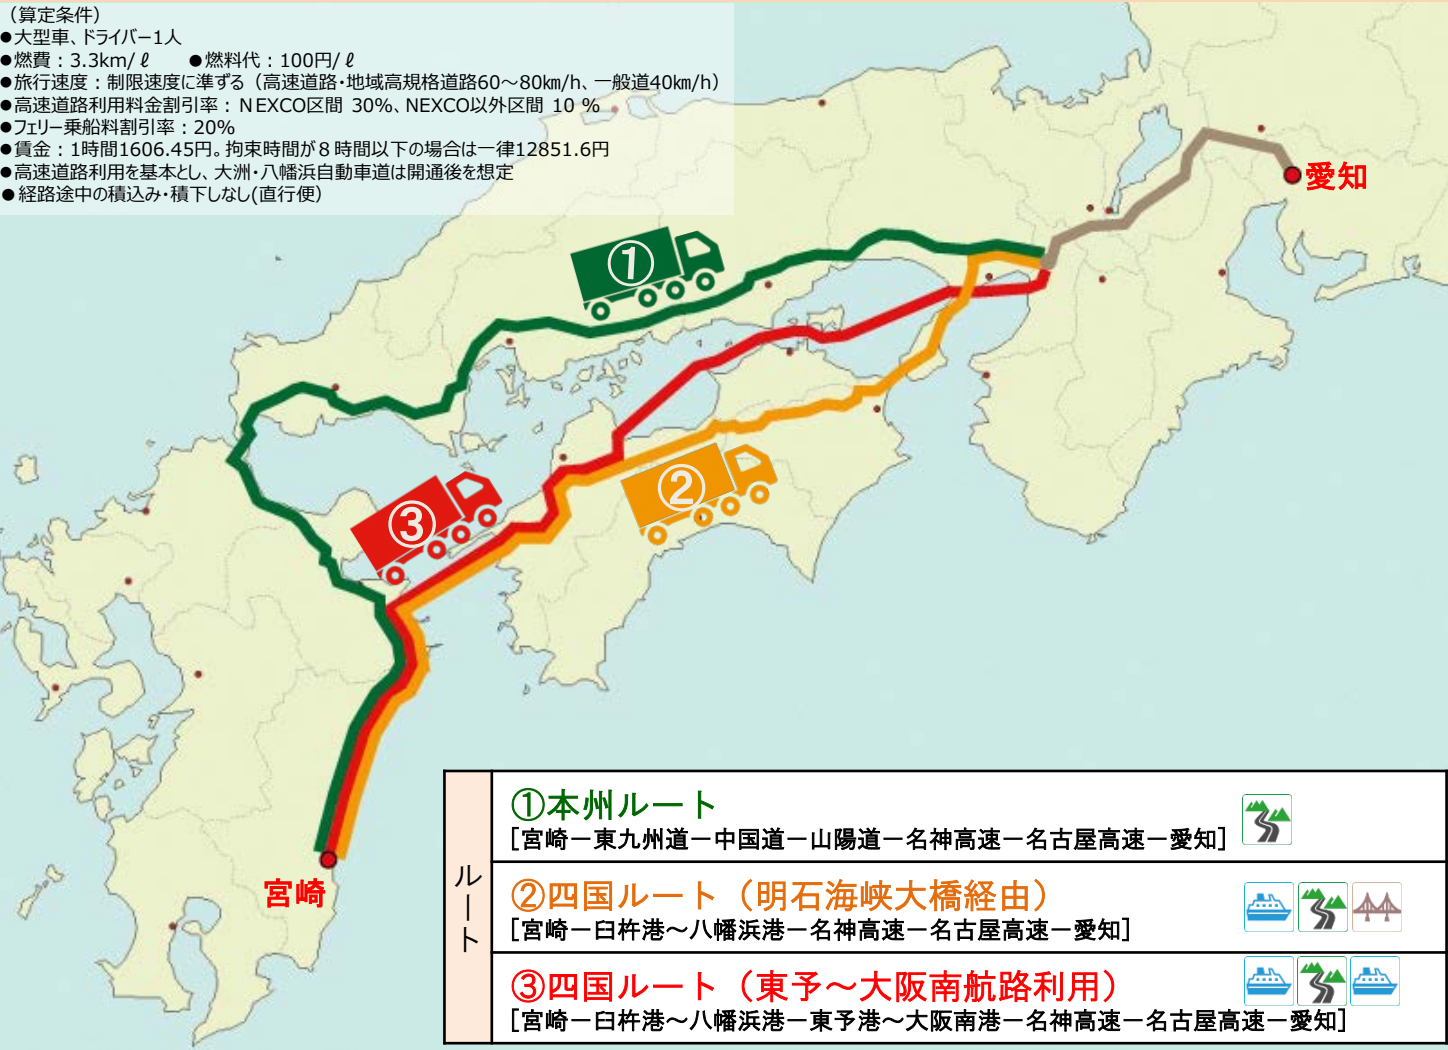 （算定条件）
●大型車、ドライバー1人
●燃費：3.3km/ℓ　●燃料代：100円/ℓ
●旅行速度：制限速度に準ずる（高速道路・地域高規格道路60～80km/h、一般道40km/h）
●高速道路利用料金割引率：NEXCO区間 30%、NEXCO以外区間 10 %
●フェリー乗船料割引率：20%
●賃金：1時間1606.45円。拘束時間が８時間以下の場合は一律12851.6円
●高速道路利用を基本とし、大洲・八幡浜自動車道は開通後を想定
●経路途中の積込み・積下しなし(直行便)
愛知
①
②
③
宮崎
ルート
①本州ルート
［宮崎－東九州道－中国道－山陽道－名神高速－名古屋高速－愛知］
②四国ルート（明石海峡大橋経由）
［宮崎－臼杵港～八幡浜港－名神高速－名古屋高速－愛知］
③四国ルート（東予～大阪南航路利用）
［宮崎－臼杵港～八幡浜港－東予港～大阪南港－名神高速－名古屋高速－愛知］